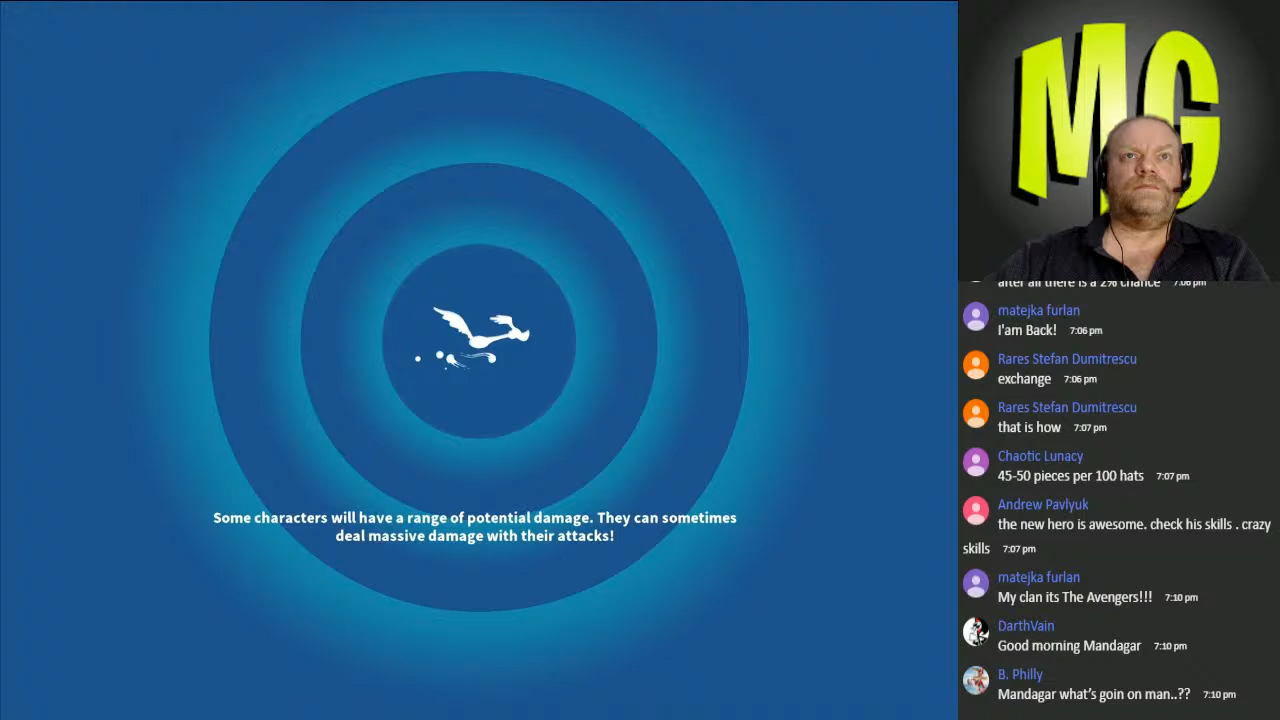 MG
after all there is a 2% chance 7:06 pm
matejka furlan
I'am Back! 7:06 pm
Rares Stefan Dumitrescu
exchange 7:06 pm
Rares Stefan Dumitrescu
that is how 7:07 pm
Chaotic Lunacy
45-50 pieces per 100 hats 7:07 pm
Andrew Pavlyuk
the new hero is awesome. check his skills . crazy
skills 7:07 pm
matejka furlan
My clan its The Avengers!!! 7:10 pm
DarthVain
Good morning Mandagar 7:10 pm
B. Philly
Mandagar what's goin on man..?? 7:10 pm
Some characters will have a range of potential damage. They can sometimes
deal massive damage with their attacks!